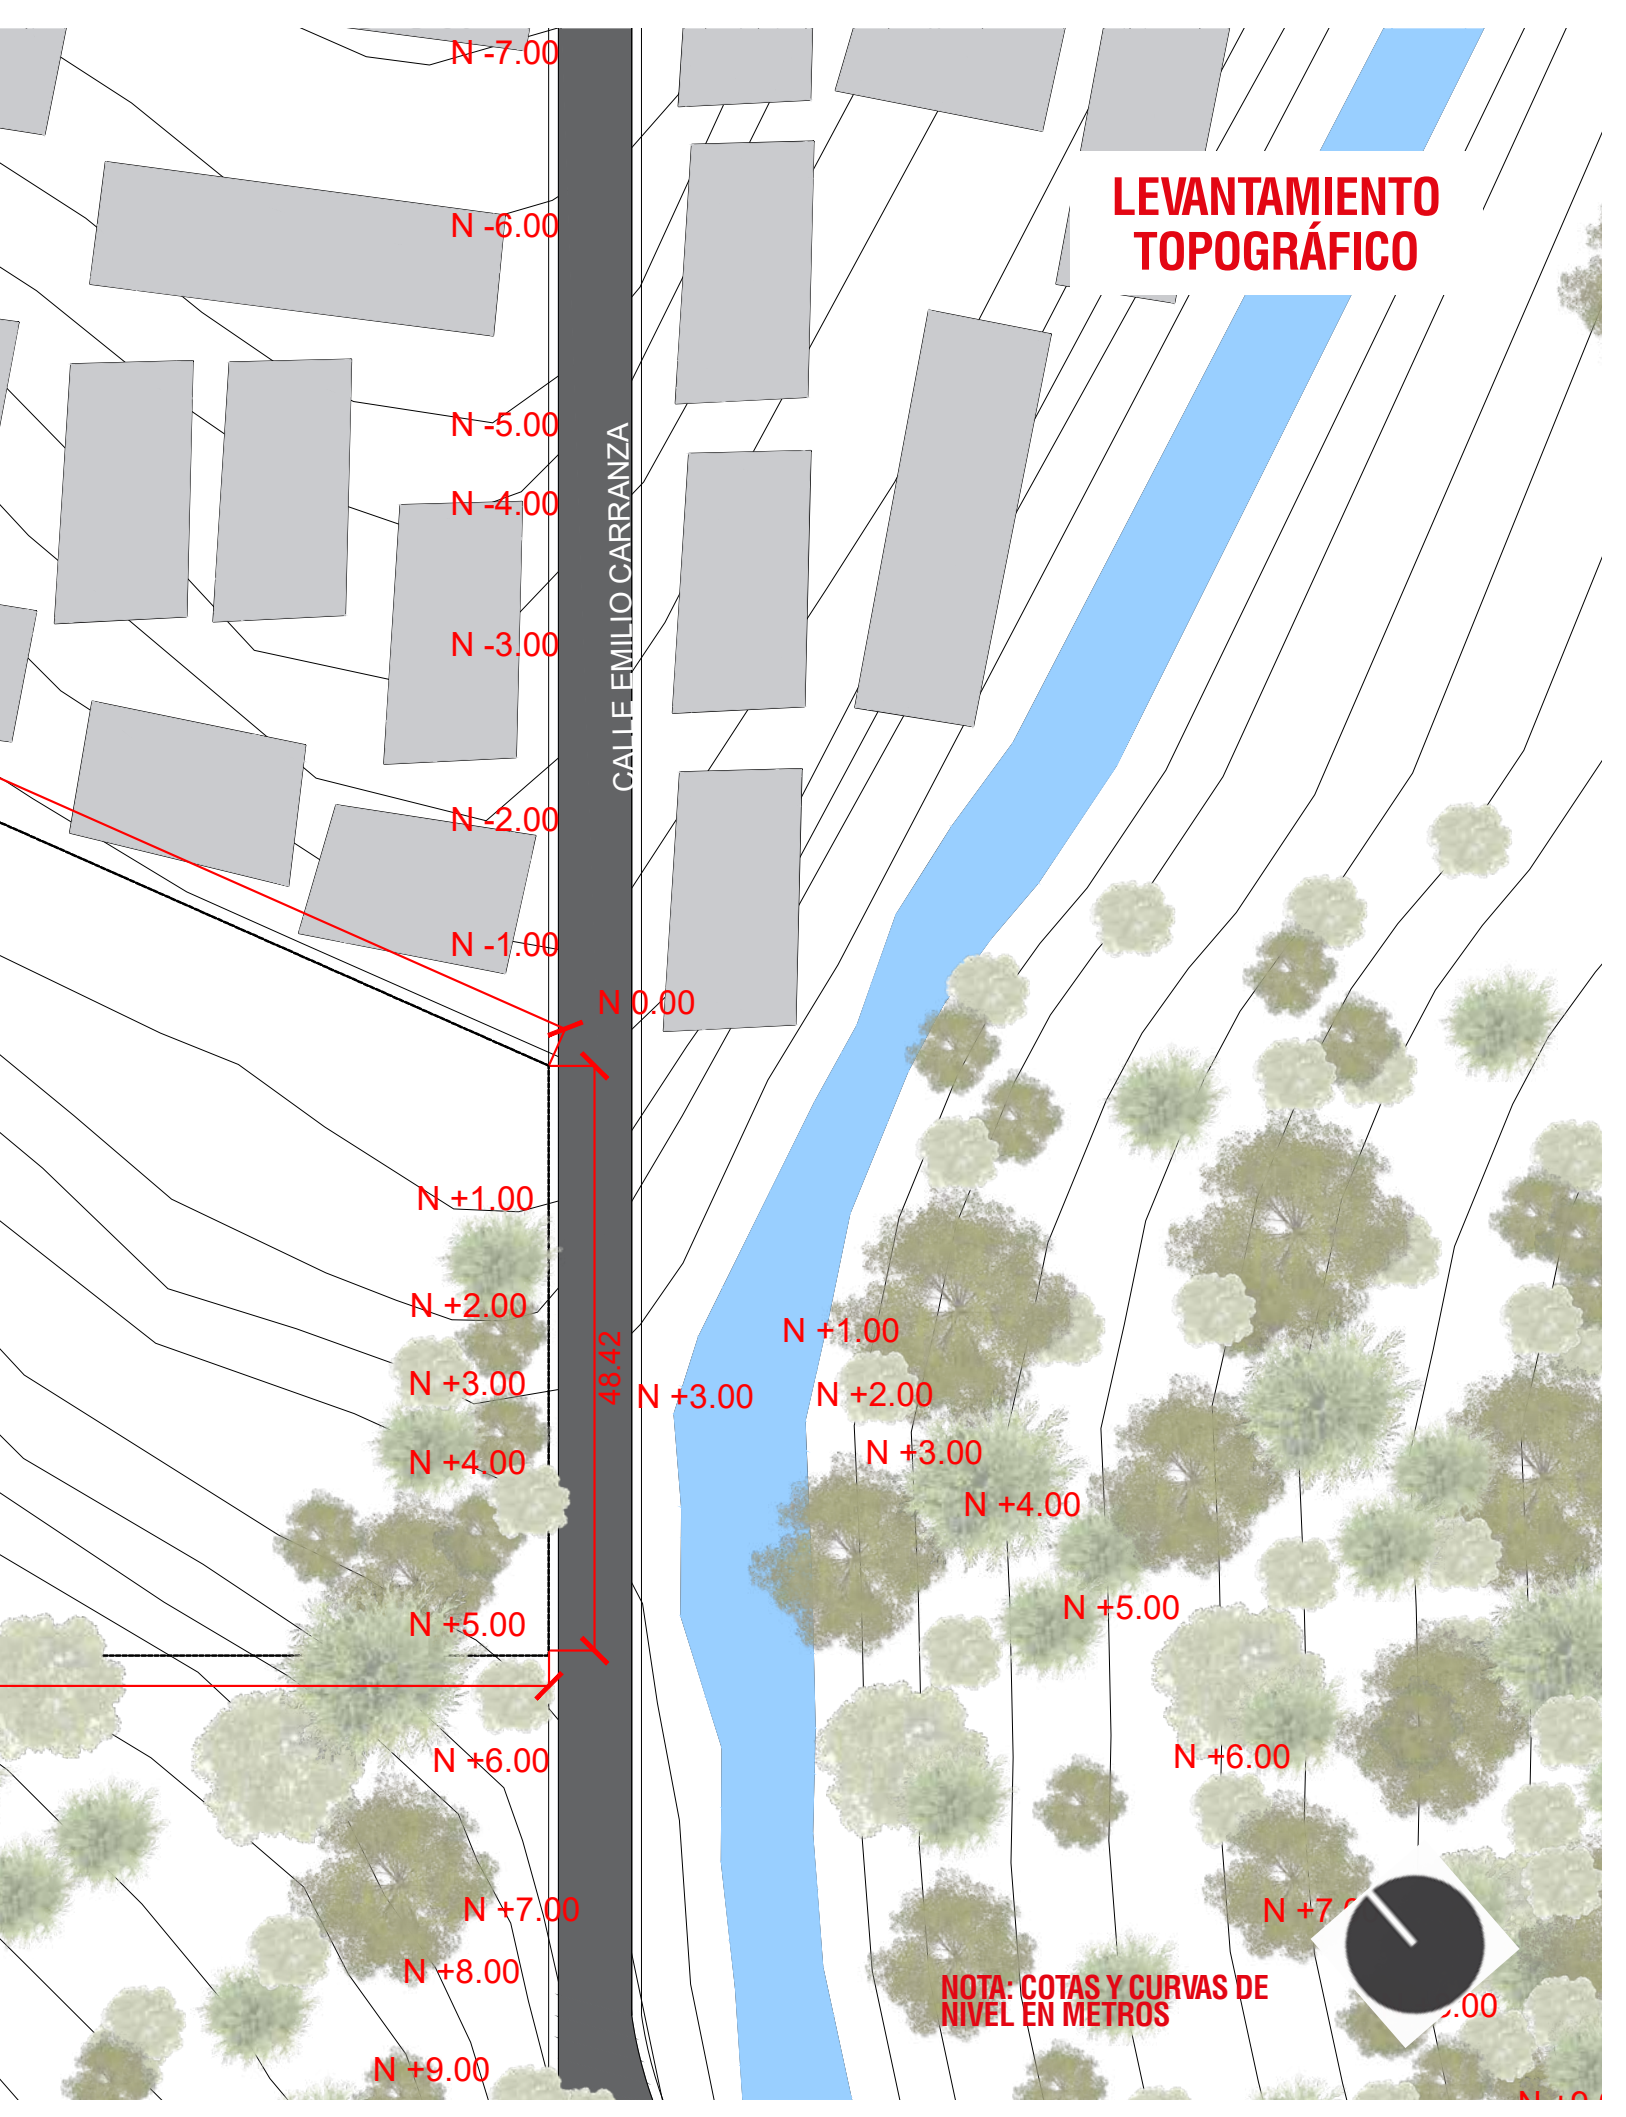 N -7.00
LEVANTAMIENTO
TOPOGRÁFICO
N -6.00
N -5.00
N -4.00
CALLE EMILIO CARRANZA
N -3.00
N -2.00
N -1.00
N 0.00
N +1.00
N +2.00
N +1.00
48.42
N +3.00
N +3.00
N +2.00
N +4.00
N +3.00
N +4.00
N +5.00
N +5.00
N +6.00
N +6.00
N +7.00
N +7
N +8.00
NOTA: COTAS Y CURVAS DE
NIVEL EN METROS
.00
N +9.00